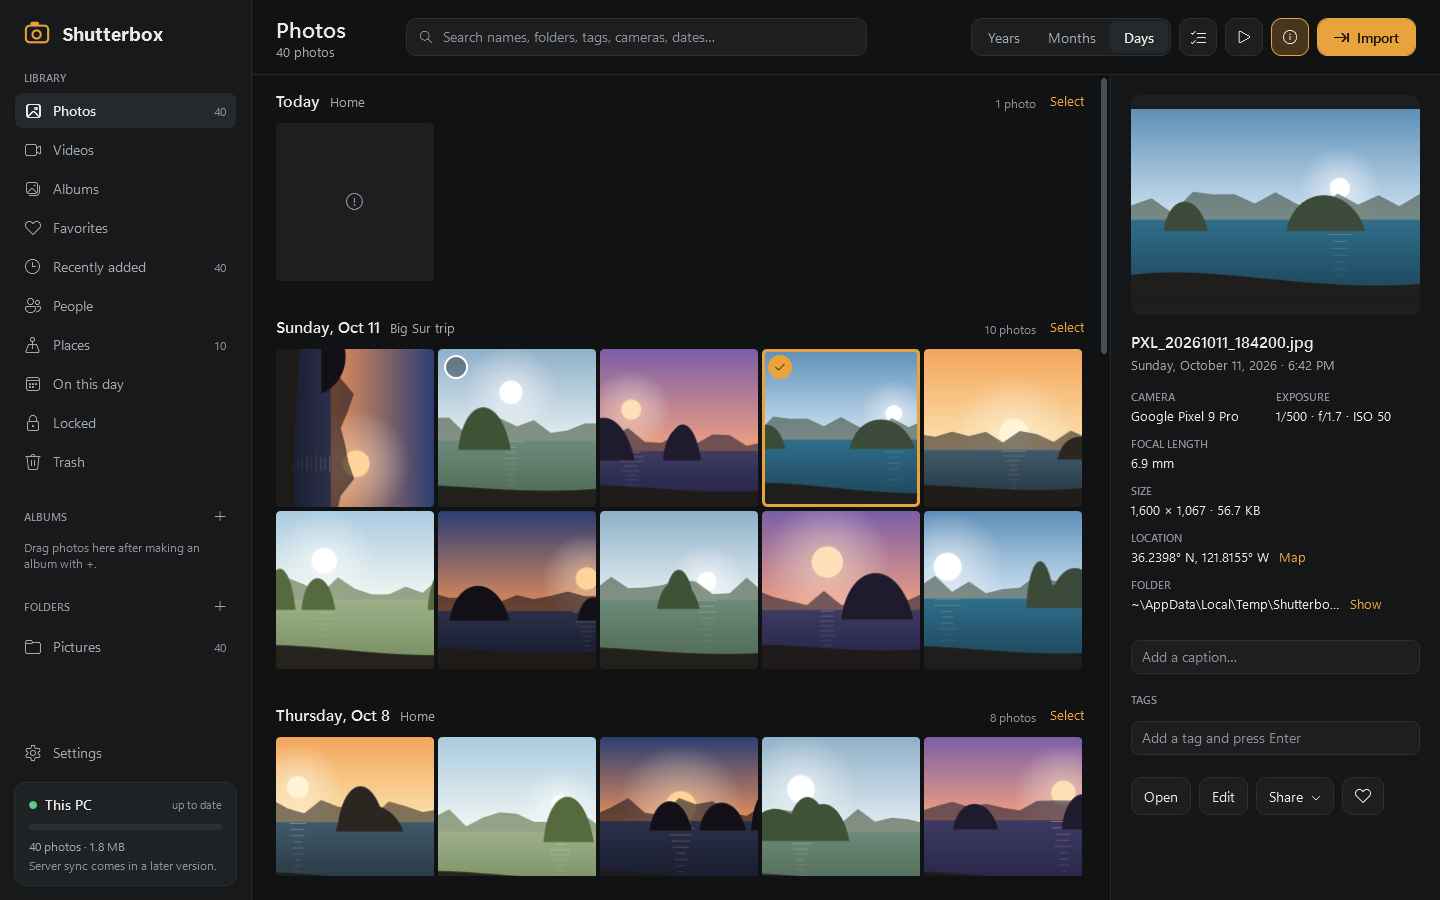 Shutterbox
LIBRARY
Photos 40
Videos
Albums
Favorites
Recently added 40
People
Places 10
On this day
Locked
Trash
ALBUMS
Drag photos here after making an
album with +.
FOLDERS
Pictures 40
Settings
This PC up to date
40 photos · 1.8 MB
Server sync comes in a later version.
Photos
40 photos
Search names, folders, tags, cameras, dates...
Years Months Days
Import
Today Home 1 photo Select
Sunday, Oct 11 Big Sur trip 10 photos Select
Thursday, Oct 8 Home 8 photos Select
PXL_20261011_184200.jpg
Sunday, October 11, 2026 · 6:42 PM
CAMERA EXPOSURE
Google Pixel 9 Pro 1/500 · f/1.7 · ISO 50
FOCAL LENGTH
6.9 mm
SIZE
1,600 × 1,067 · 56.7 KB
LOCATION
36.2398° N, 121.8155° W Map
FOLDER
~\AppData\Local\Temp\Shutterbo... Show
Add a caption...
TAGS
Add a tag and press Enter
Open Edit Share